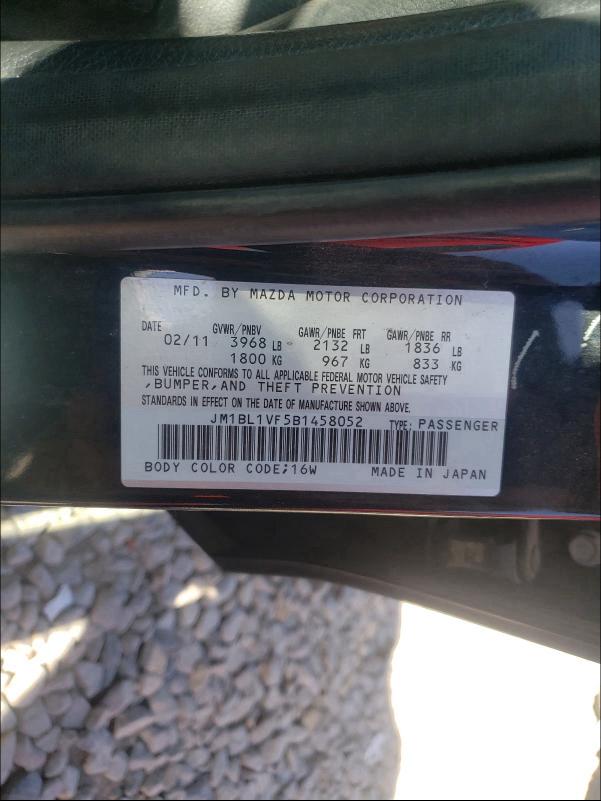 MFD. BY MAZDA MOTOR CORPORATION
DATE GVWR/PNBV GAWR/PNBE FRT GAWR/PNBE RR
02/11 3968 LB 2132 LB 1836 LB
1800 KG 967 KG 833 KG
THIS VEHICLE CONFORMS TO ALL APPLICABLE FEDERAL MOTOR VEHICLE SAFETY
,BUMPER,AND THEFT PREVENTION
STANDARDS IN EFFECT ON THE DATE OF MANUFACTURE SHOWN ABOVE.
JM1BL1VF5B1458052 TYPE: PASSENGER
BODY COLOR CODE;16W MADE IN JAPAN